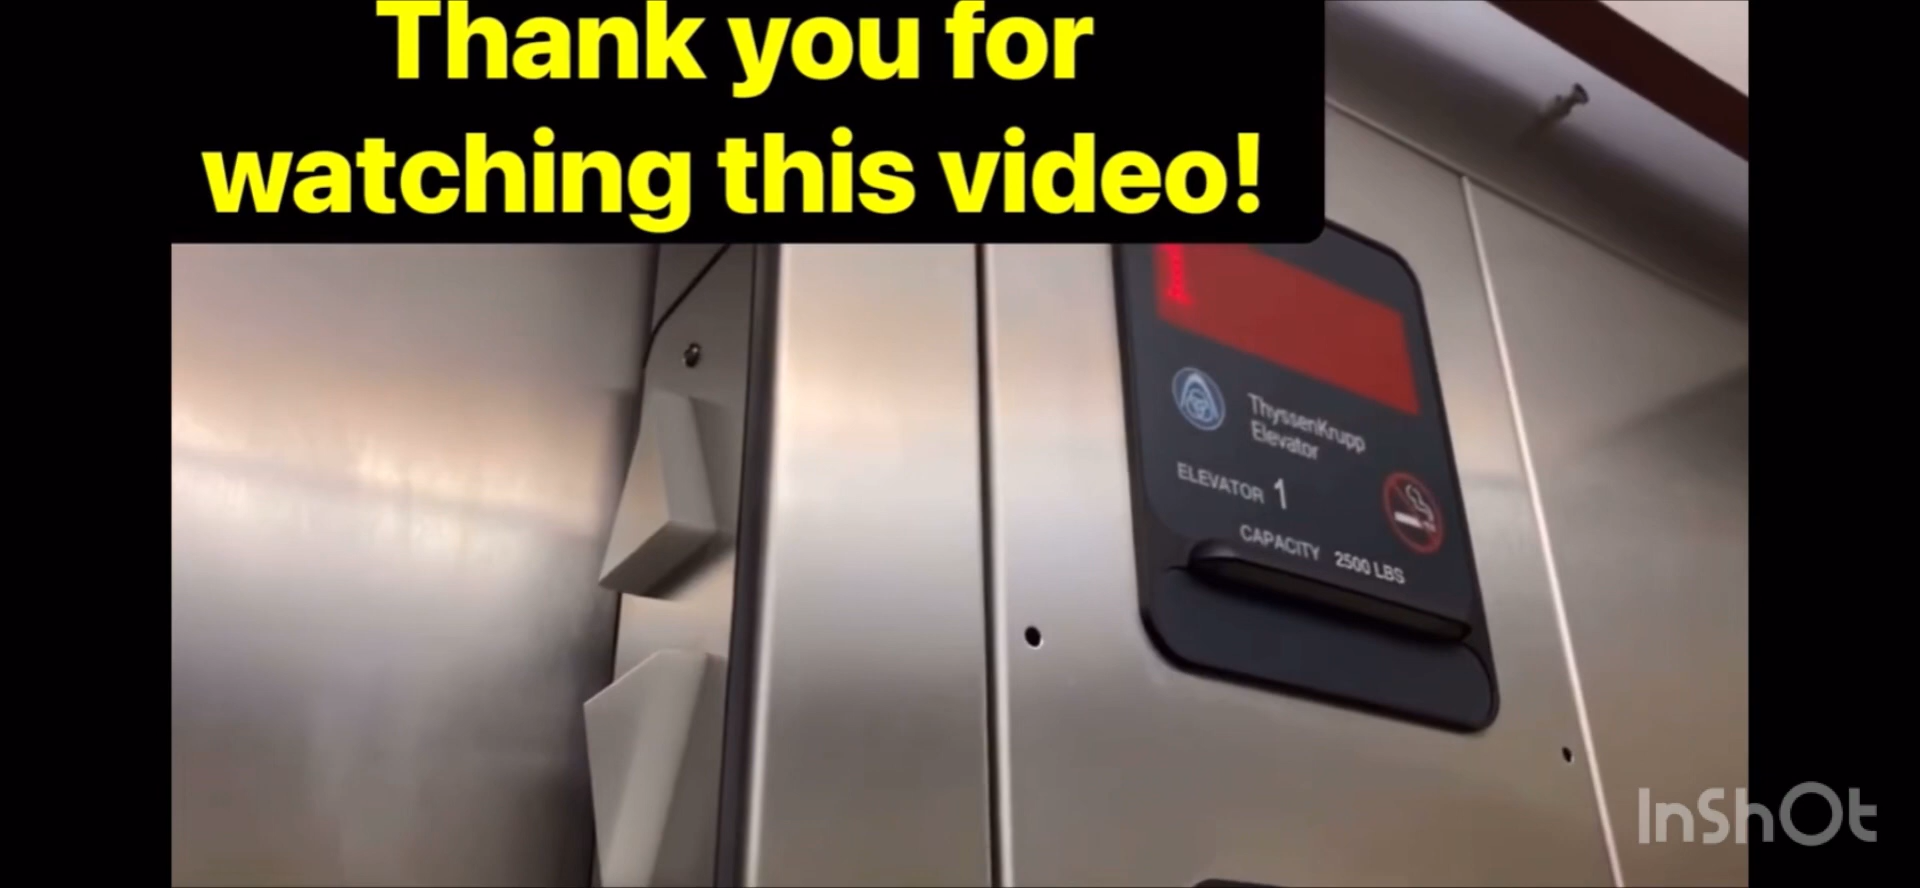 Thank you for
watching this video!
ThyssenKrupp
Elevator
ELEVATOR 1
CAPACITY 2500 LBS
InShOt